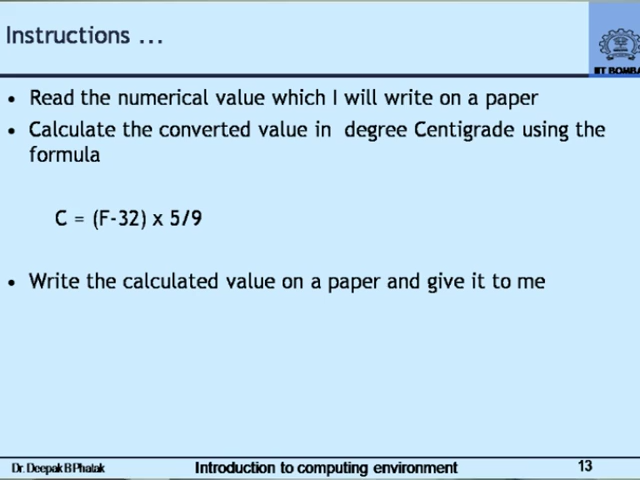 Instructions ...
IIT BOMBA
• Read the numerical value which I will write on a paper
• Calculate the converted value in degree Centigrade using the
formula
C = (F-32) x 5/9
• Write the calculated value on a paper and give it to me
Dr. Deepak B Phatak Introduction to computing environment 13